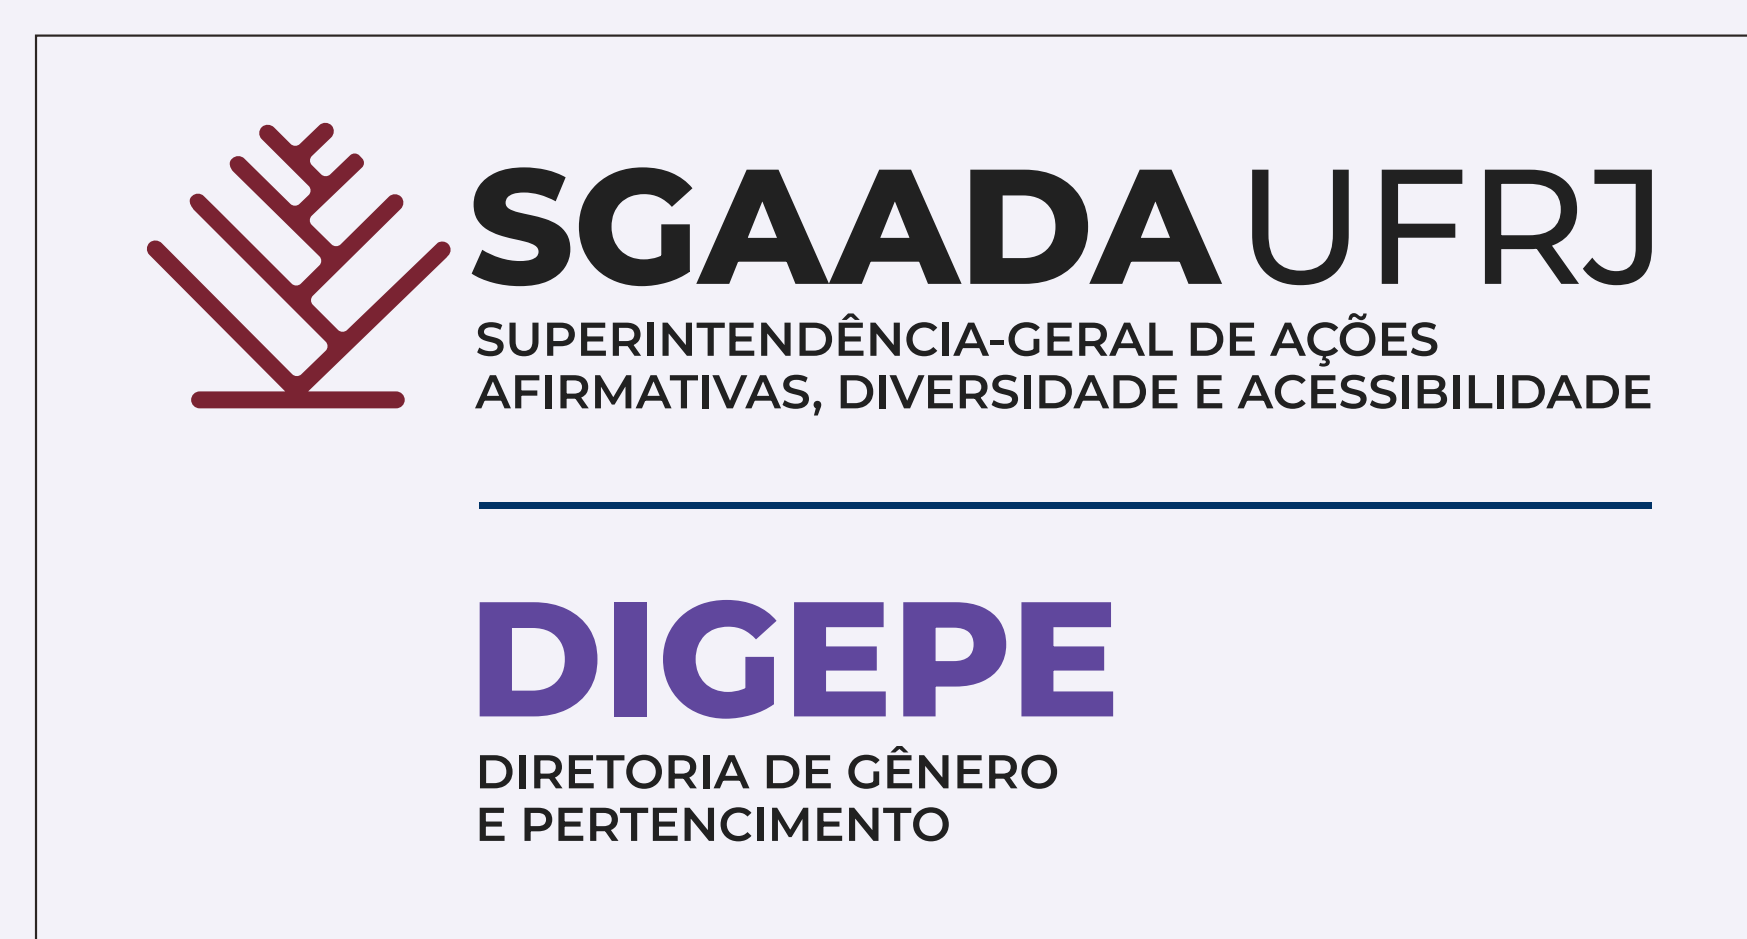 SGAADA UFRJ
SUPERINTENDÊNCIA-GERAL DE AÇÕES
AFIRMATIVAS, DIVERSIDADE E ACESSIBILIDADE
DIGEPE
DIRETORIA DE GÊNERO
E PERTENCIMENTO